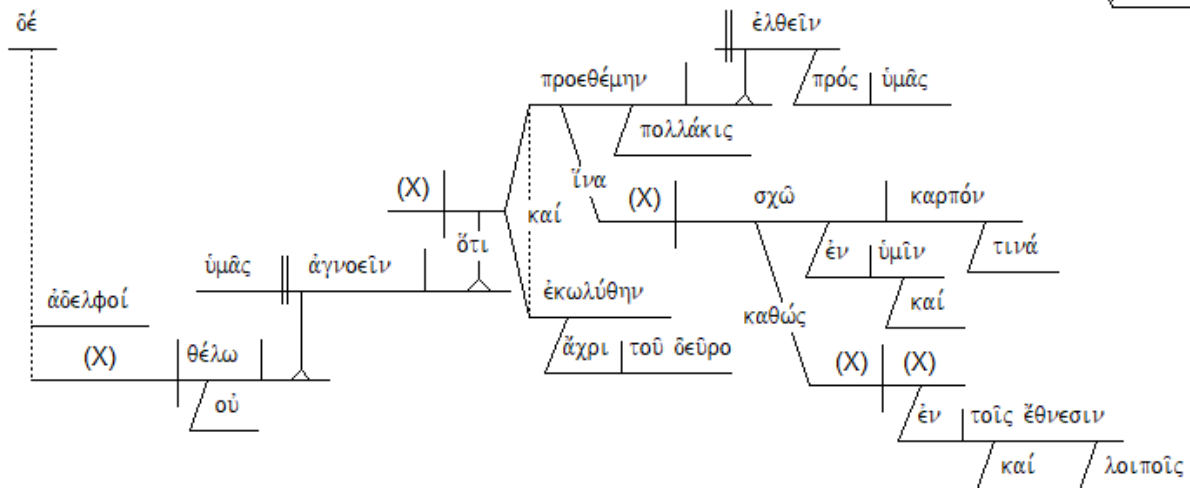 δέ
ἐλθεῖν
προεθέμην
πρός ὑμᾶς
πολλάκις
(X)
ἵνα
(X) σχῶ καρπόν
καί
ὅτι
ἐν ὑμῖν
τινά
ὑμᾶς ἀγνοεῖν
ἐκωλύθην
καί
ἀδελφοί
καθώς
(X) θέλω
ἄχρι τοῦ δεῦρο
(X) (X)
οὐ
ἐν τοῖς ἔθνεσιν
καί λοιποῖς